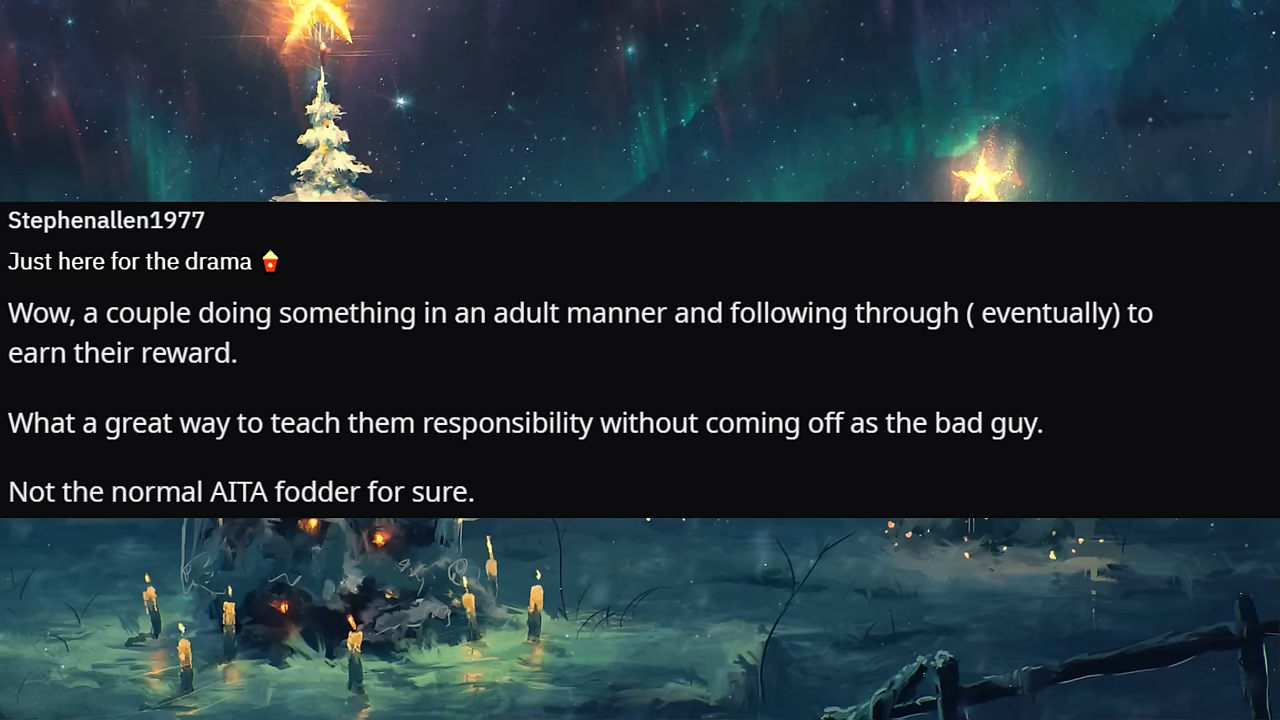 Stephenallen1977
Just here for the drama 🍿
Wow, a couple doing something in an adult manner and following through ( eventually) to
earn their reward.
What a great way to teach them responsibility without coming off as the bad guy.
Not the normal AITA fodder for sure.